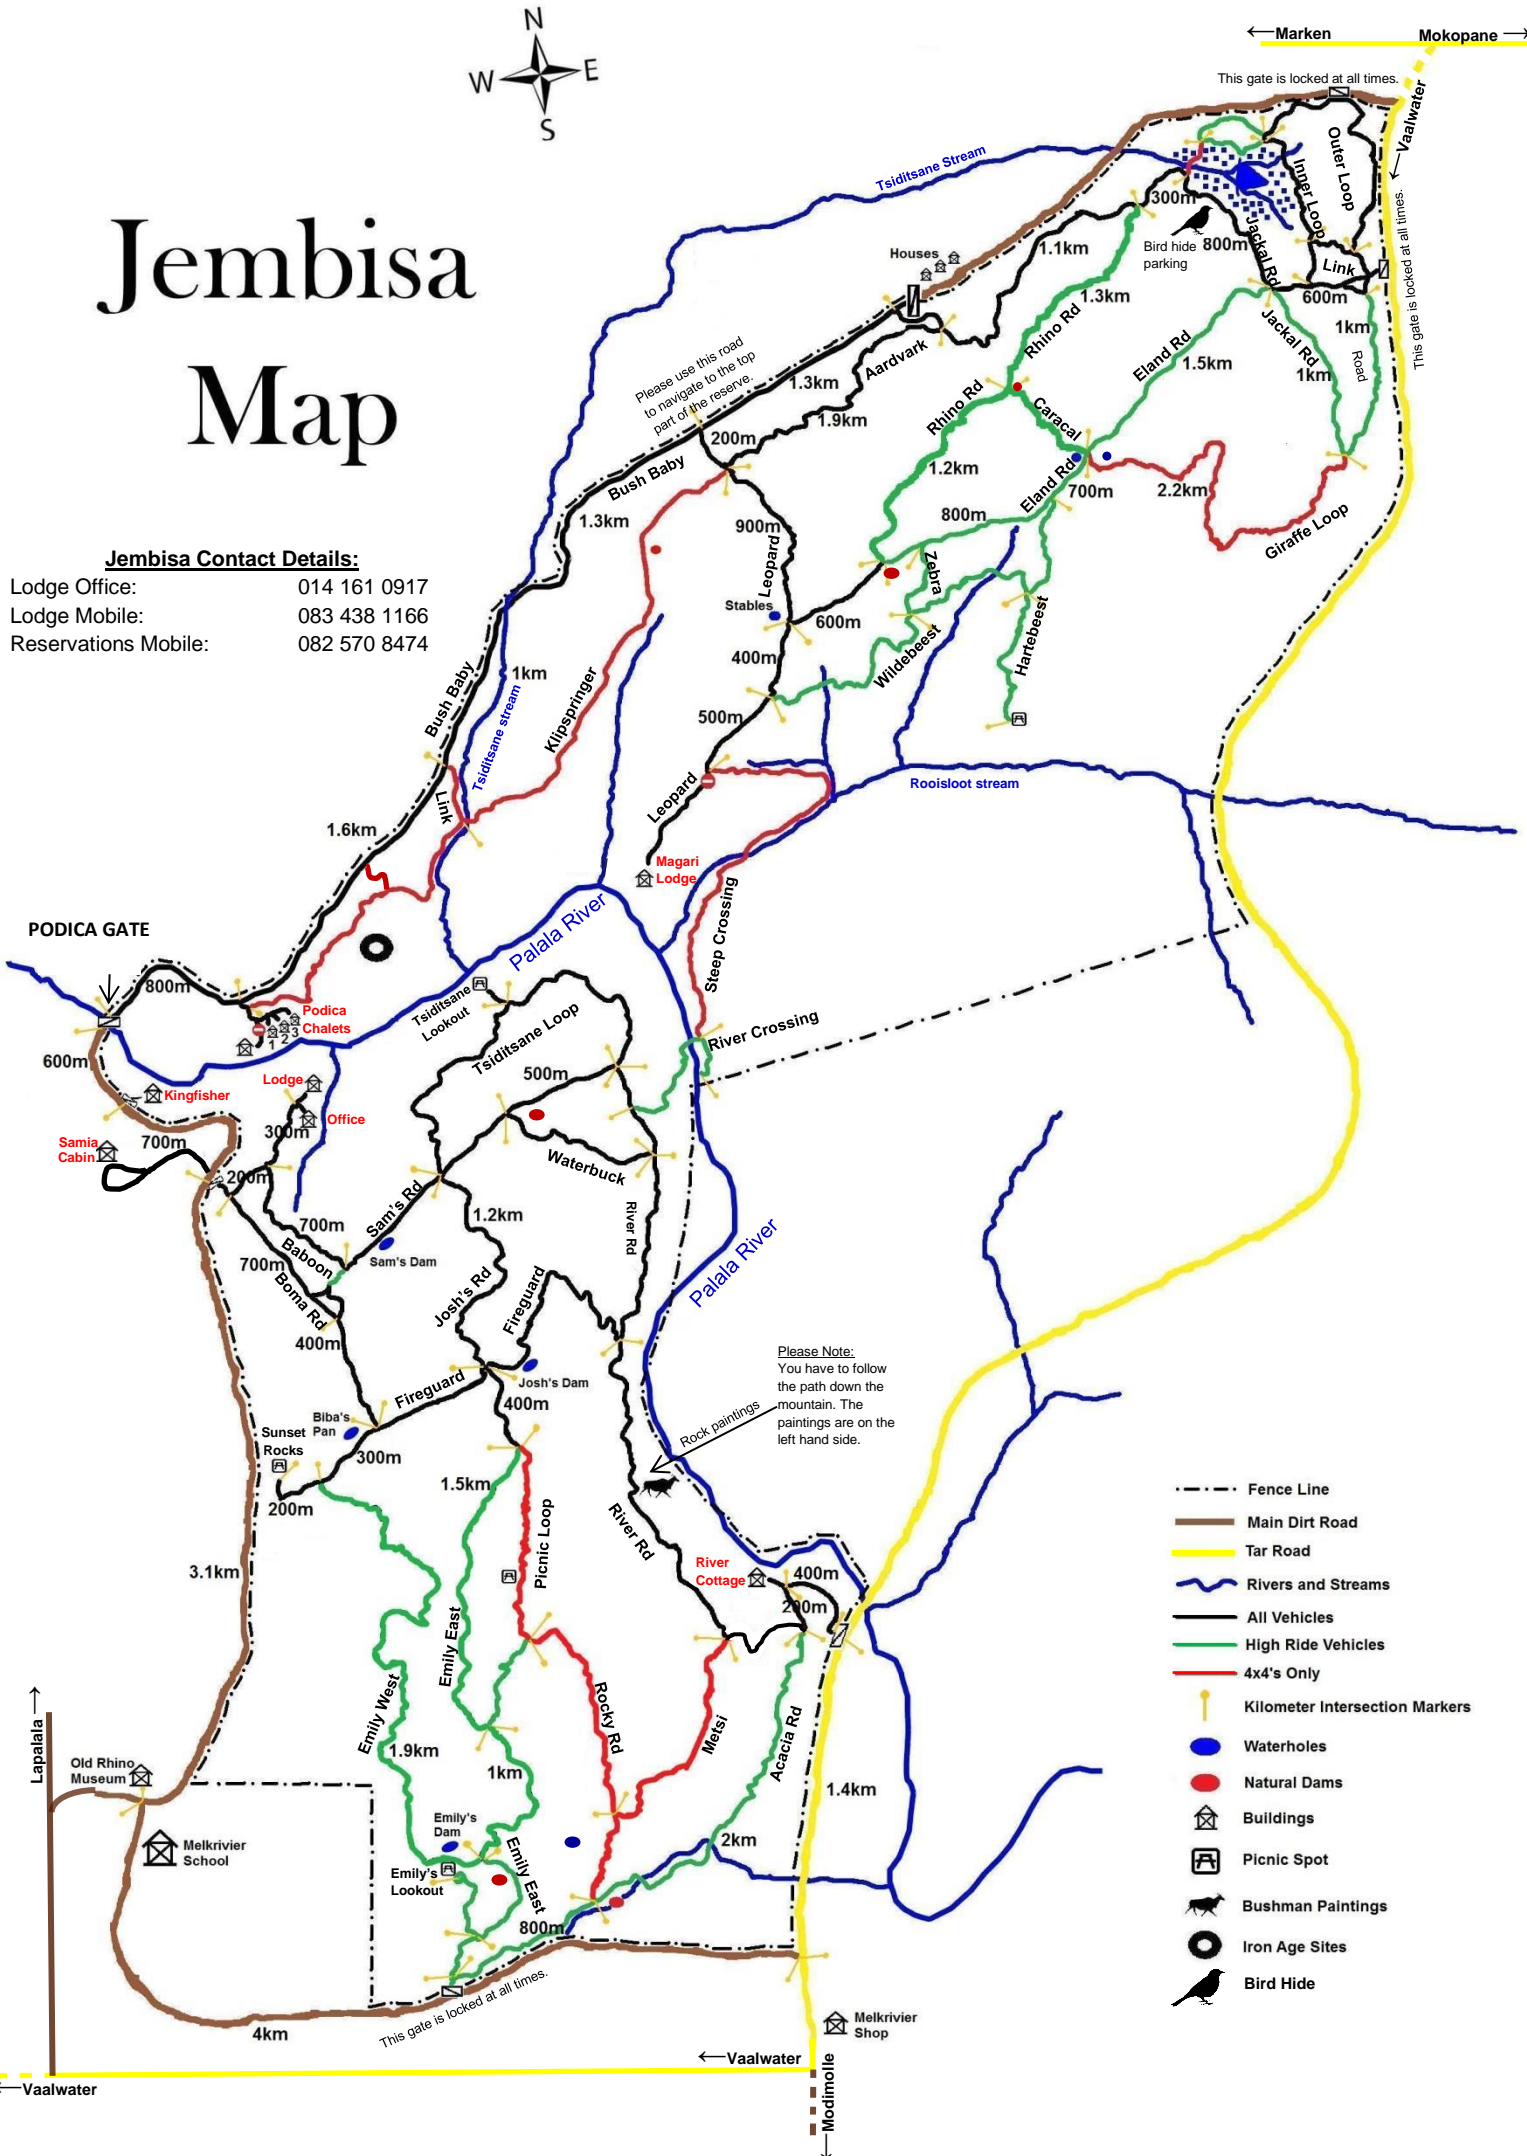 N
W
E
S
Jembisa
Map
←Marken
Mokopane →
This gate is locked at all times.
← Vaalwater
This gate is locked at all times.
Tsiditsane Stream
Outer Loop
Inner Loop
300m
Bird hide
parking
800m
Jackal Rd
Link
600m
1km
Road
Houses
1.1km
1.3km
Rhino Rd
Eland Rd
1.5km
Jackal Rd
1km
Please use this road
to navigate to the top
part of the reserve.
1.3km
Aardvark
1.9km
200m
Rhino Rd
Caracal
1.2km
Eland Rd
700m
2.2km
Giraffe Loop
Bush Baby
1.3km
900m
Leopard
800m
Zebra
Stables
600m
Hartebeest
Wildebeest
400m
500m
Jembisa Contact Details:
Lodge Office: 014 161 0917
Lodge Mobile: 083 438 1166
Reservations Mobile: 082 570 8474
Bush Baby
1km
Tsiditsane stream
Klipspringer
Link
1.6km
Leopard
Magari
Lodge
Rooisloot stream
Steep Crossing
Palala River
PODICA GATE
800m
Podica
Chalets
1
2
3
600m
Tsiditsane
Lookout
Tsiditsane Loop
River Crossing
500m
Kingfisher
Lodge
Office
300m
Samia
Cabin
700m
200m
Waterbuck
700m
Sam's Rd
Sam's Dam
1.2km
River Rd
Baboon
700m
Boma Rd
400m
Josh's Rd
Fireguard
Palala River
Fireguard
Josh's Dam
400m
Please Note:
You have to follow
the path down the
mountain. The
paintings are on the
left hand side.
Rock paintings
Biba's
Pan
Sunset
Rocks
300m
200m
1.5km
Picnic Loop
River Rd
3.1km
River
Cottage
400m
200m
Emily East
Emily West
Rocky Rd
Metsi
Acacia Rd
1.9km
1km
1.4km
Lapalala →
Old Rhino
Museum
Melkrivier
School
Emily's
Dam
Emily's
Lookout
Emily East
2km
800m
This gate is locked at all times.
4km
Melkrivier
Shop
←Vaalwater
←Vaalwater
←Modimolle
Fence Line
Main Dirt Road
Tar Road
Rivers and Streams
All Vehicles
High Ride Vehicles
4x4's Only
Kilometer Intersection Markers
Waterholes
Natural Dams
Buildings
Picnic Spot
Bushman Paintings
Iron Age Sites
Bird Hide